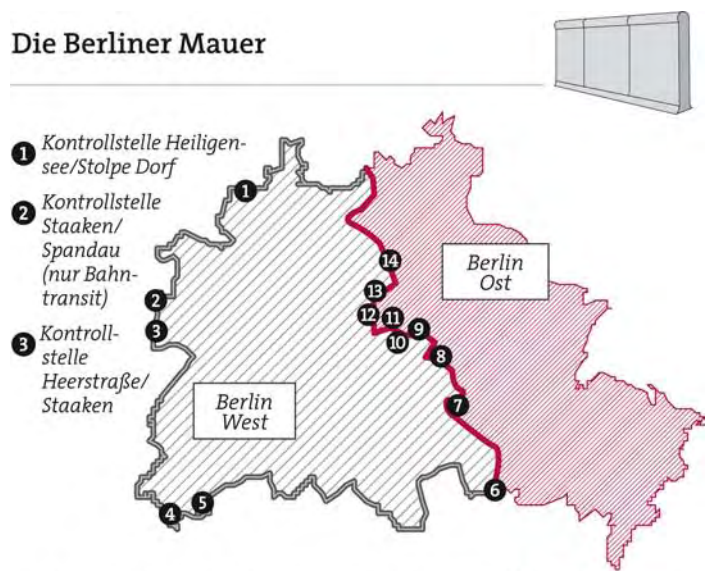 Die Berliner Mauer
1 Kontrollstelle Heiligen-
see/Stolpe Dorf
2 Kontrollstelle
Staaken/
Spandau
(nur Bahn-
transit)
3 Kontroll-
stelle
Heerstraße/
Staaken
1
2
3
4
5
6
7
8
9
10
11
12
13
14
Berlin
West
Berlin
Ost